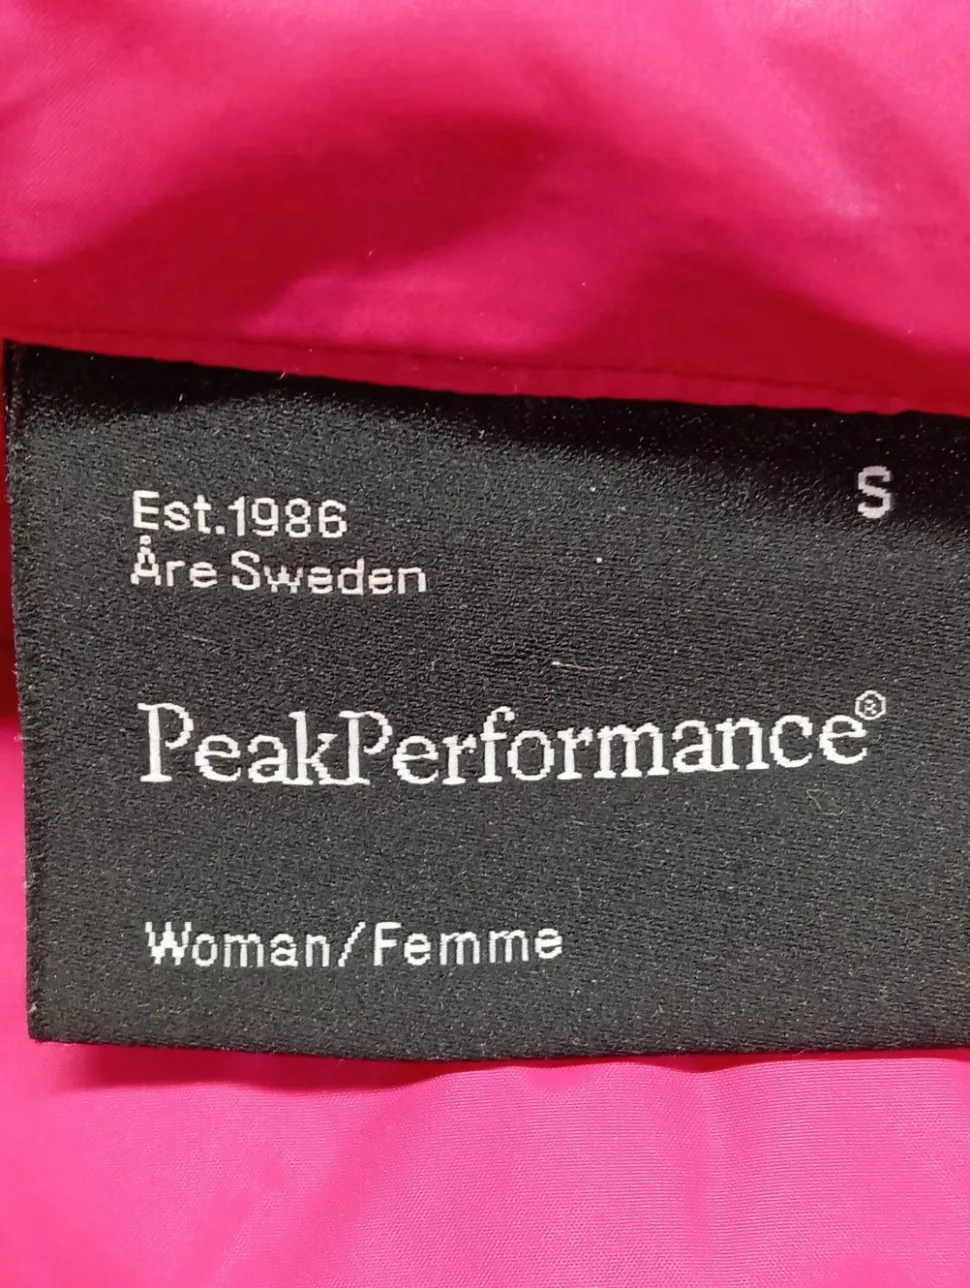 S
Est.1986
Åre Sweden
PeakPerformance®
Woman/Femme